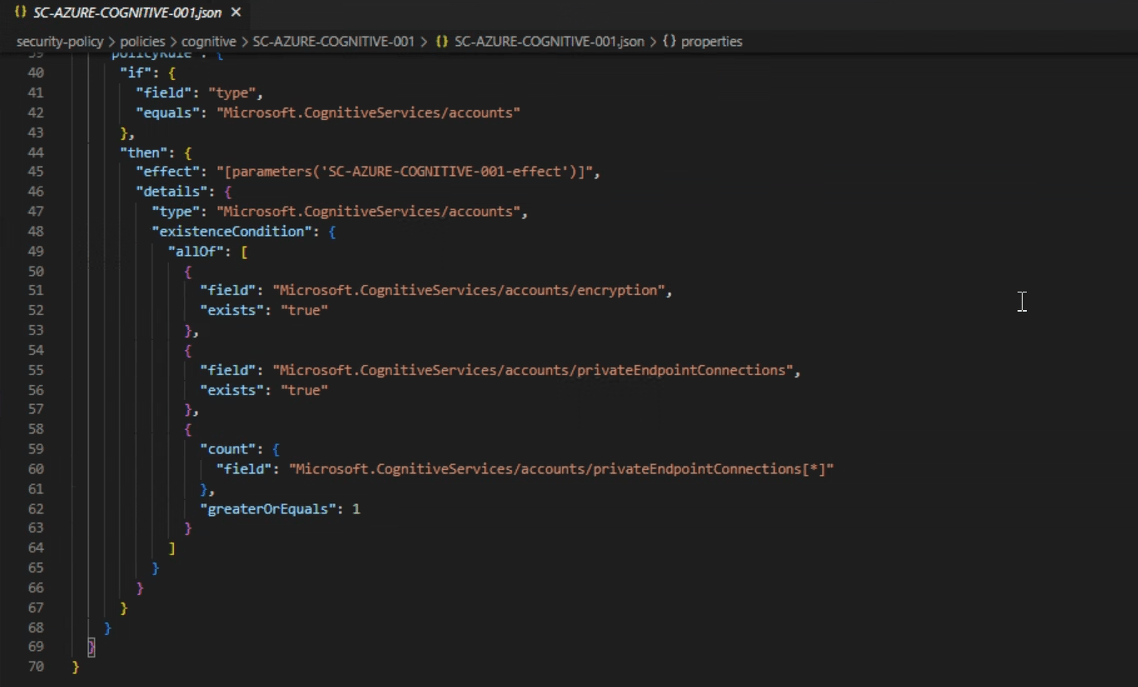 {} SC-AZURE-COGNITIVE-001.json ×
security-policy > policies > cognitive > SC-AZURE-COGNITIVE-001 > {} SC-AZURE-COGNITIVE-001.json > {} properties
39 "policyRule": {
40 "if": {
41 "field": "type",
42 "equals": "Microsoft.CognitiveServices/accounts"
43 },
44 "then": {
45 "effect": "[parameters('SC-AZURE-COGNITIVE-001-effect')]",
46 "details": {
47 "type": "Microsoft.CognitiveServices/accounts",
48 "existenceCondition": {
49 "allOf": [
50 {
51 "field": "Microsoft.CognitiveServices/accounts/encryption",
52 "exists": "true"
53 },
54 {
55 "field": "Microsoft.CognitiveServices/accounts/privateEndpointConnections",
56 "exists": "true"
57 },
58 {
59 "count": {
60 "field": "Microsoft.CognitiveServices/accounts/privateEndpointConnections[*]"
61 },
62 "greaterOrEquals": 1
63 }
64 ]
65 }
66 }
67 }
68 }
69 }
70 }